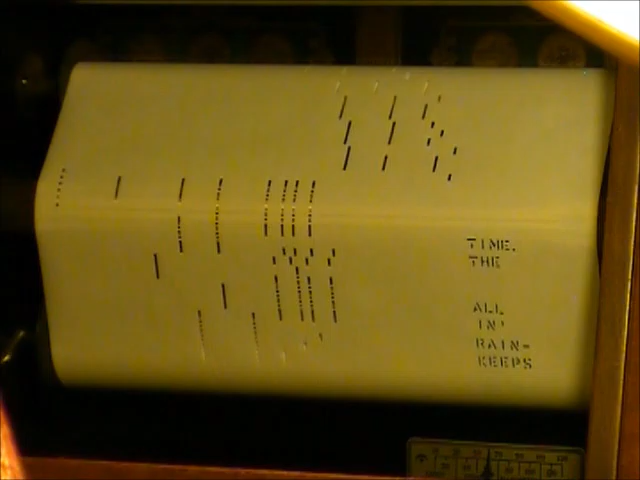 TIME.
THE
ALL
IN'
RAIN-
KEEPS